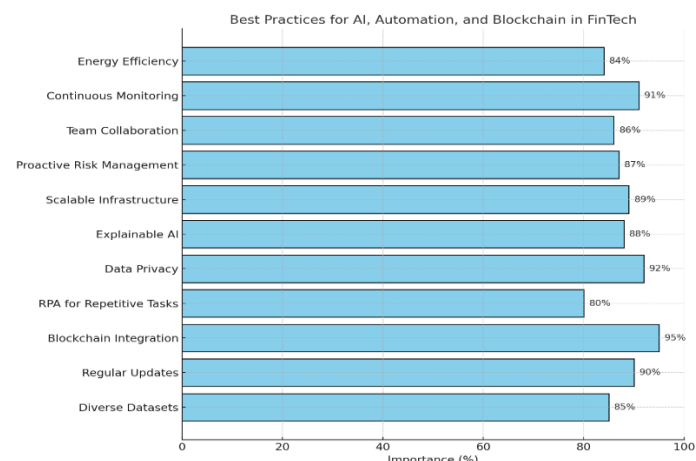 Best Practices for AI, Automation, and Blockchain in FinTech
Energy Efficiency 84%
Continuous Monitoring 91%
Team Collaboration 86%
Proactive Risk Management 87%
Scalable Infrastructure 89%
Explainable AI 88%
Data Privacy 92%
RPA for Repetitive Tasks 80%
Blockchain Integration 95%
Regular Updates 90%
Diverse Datasets 85%
0 20 40 60 80 100
Importance (%)